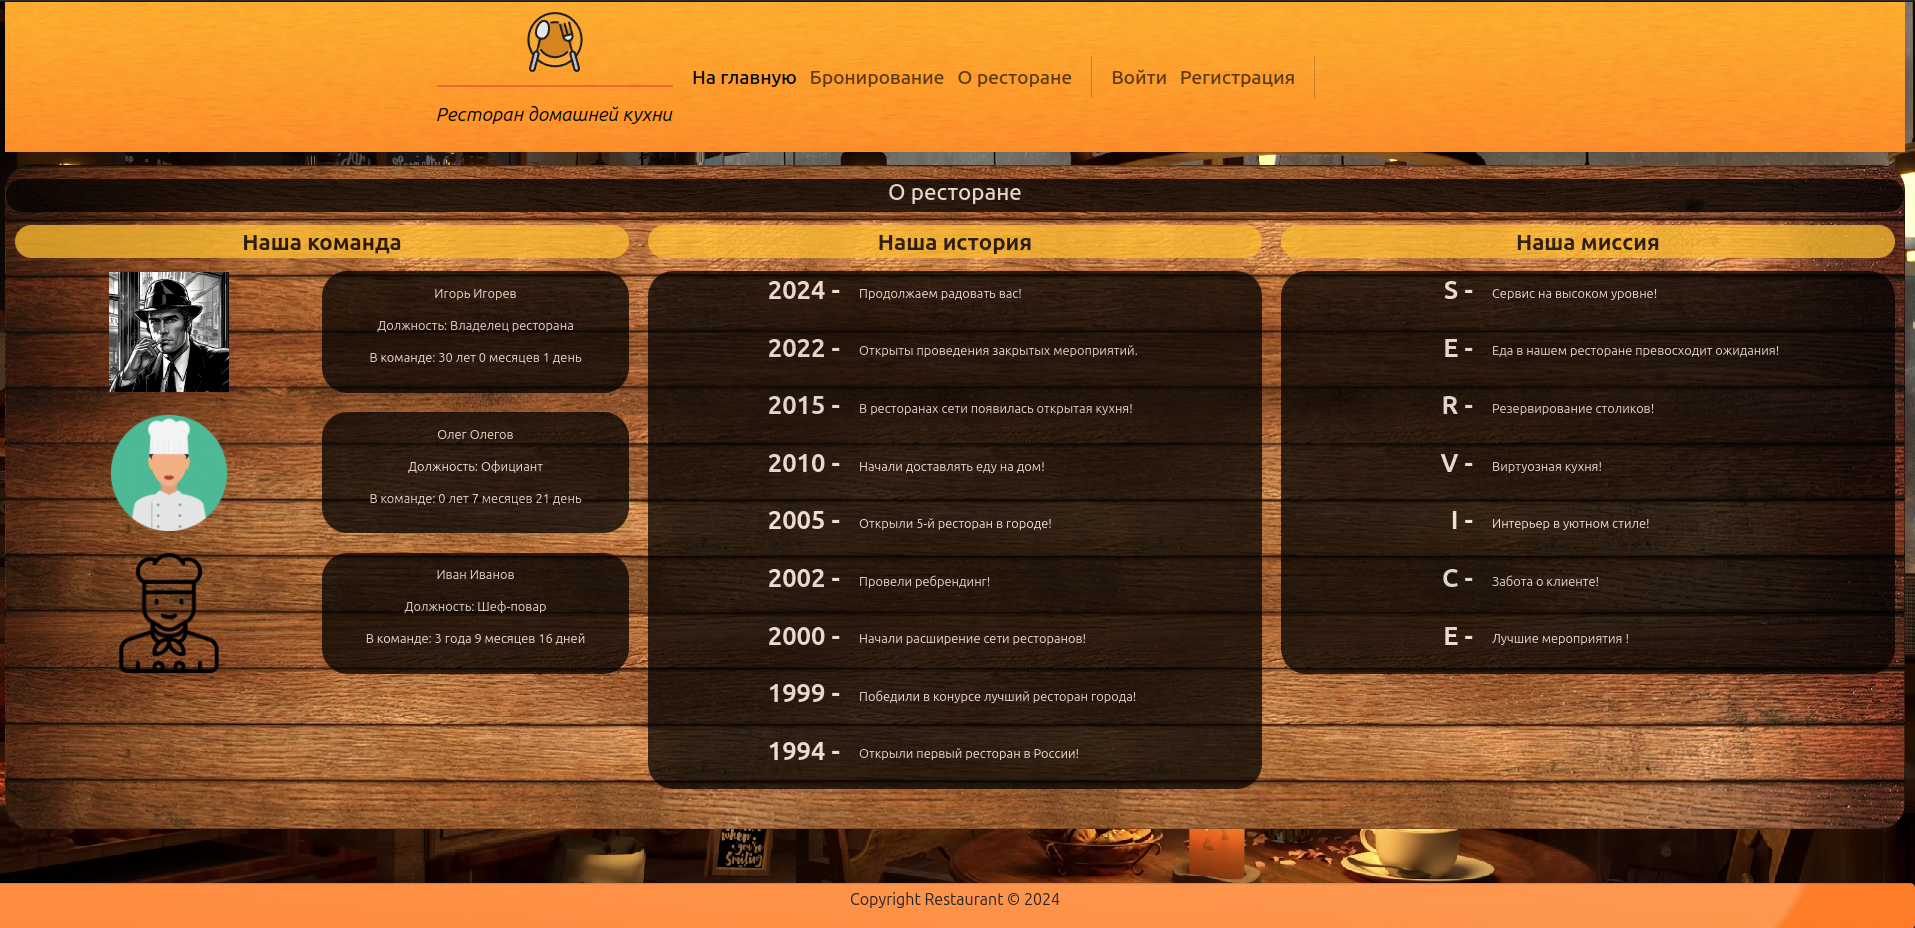 Ресторан домашней кухни
На главную Бронирование О ресторане Войти Регистрация
О ресторане
Наша команда
Игорь Игорев
Должность: Владелец ресторана
В команде: 30 лет 0 месяцев 1 день
Олег Олегов
Должность: Официант
В команде: 0 лет 7 месяцев 21 день
Иван Иванов
Должность: Шеф-повар
В команде: 3 года 9 месяцев 16 дней
Наша история
2024 - Продолжаем радовать вас!
2022 - Открыты проведения закрытых мероприятий.
2015 - В ресторанах сети появилась открытая кухня!
2010 - Начали доставлять еду на дом!
2005 - Открыли 5-й ресторан в городе!
2002 - Провели ребрендинг!
2000 - Начали расширение сети ресторанов!
1999 - Победили в конурсе лучший ресторан города!
1994 - Открыли первый ресторан в России!
Наша миссия
S - Сервис на высоком уровне!
E - Еда в нашем ресторане превосходит ожидания!
R - Резервирование столиков!
V - Виртуозная кухня!
I - Интерьер в уютном стиле!
C - Забота о клиенте!
E - Лучшие мероприятия !
you're
Smiling
Copyright Restaurant © 2024